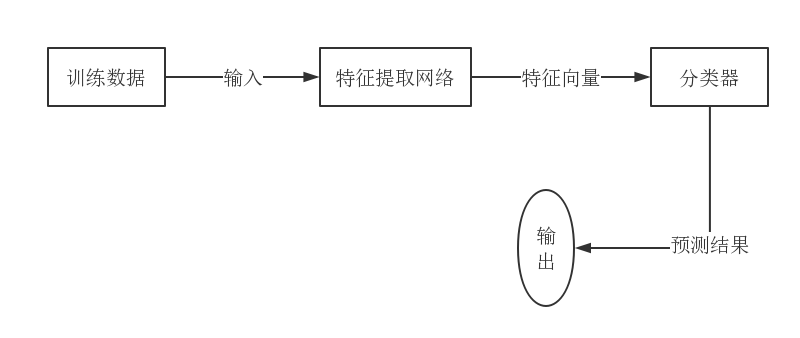 训练数据
输入
特征提取网络
特征向量
分类器
预测结果
输
出